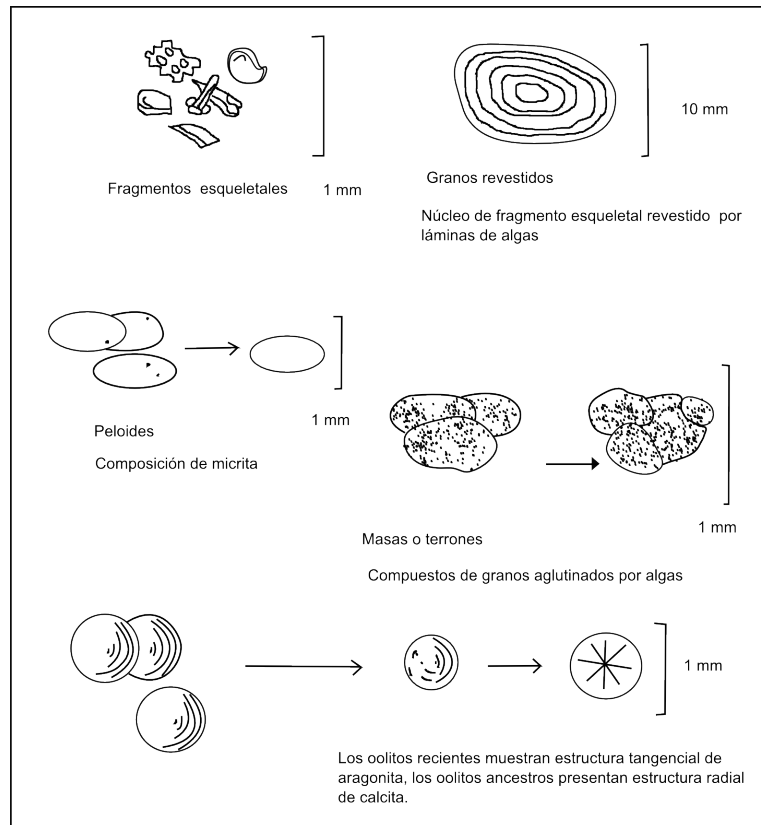 Fragmentos esqueletales
1 mm
10 mm
Granos revestidos
Núcleo de fragmento esqueletal revestido por
láminas de algas
1 mm
Peloides
Composición de micrita
1 mm
Masas o terrones
Compuestos de granos aglutinados por algas
1 mm
Los oolitos recientes muestran estructura tangencial de
aragonita, los oolitos ancestros presentan estructura radial
de calcita.